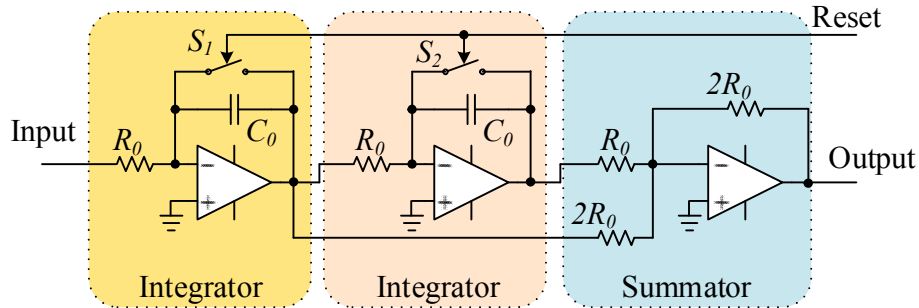 Reset
S1
S2
2R0
Input
R0
C0
R0
C0
R0
Output
2R0
Integrator
Integrator
Summator